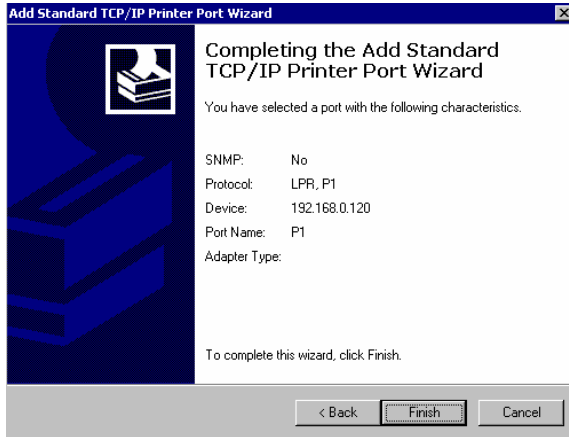 Add Standard TCP/IP Printer Port Wizard
Completing the Add Standard
TCP/IP Printer Port Wizard
You have selected a port with the following characteristics.
SNMP: No
Protocol: LPR, P1
Device: 192.168.0.120
Port Name: P1
Adapter Type:
To complete this wizard, click Finish.
< Back Finish Cancel